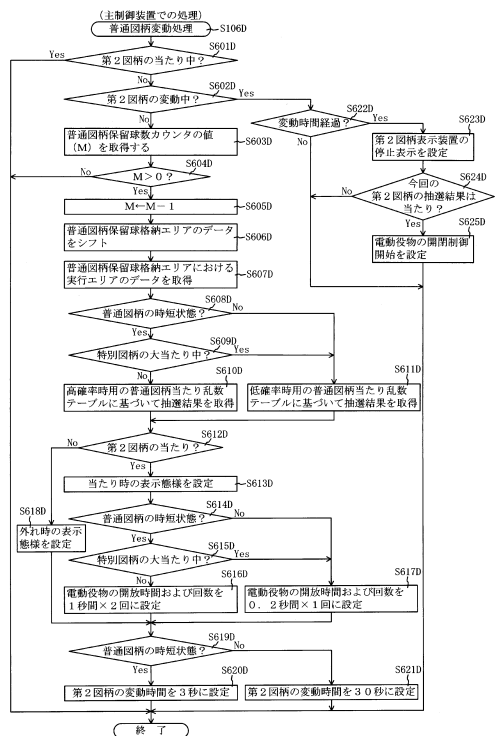 (主制御装置での処理)
普通図柄変動処理
S106D
S601D
Yes
第2図柄の当たり中?
No
S602D
第2図柄の変動中?
Yes
No
S622D
変動時間経過?
Yes
No
S623D
第2図柄表示装置の
停止表示を設定
普通図柄保留球数カウンタの値
(M)を取得する
S603D
S604D
No
M>0?
Yes
S624D
今回の
第2図柄の抽選結果は
当たり?
No
Yes
M←M-1
S605D
S625D
電動役物の開閉制御
開始を設定
普通図柄保留球格納エリアのデータ
をシフト
S606D
普通図柄保留球格納エリアにおける
実行エリアのデータを取得
S607D
S608D
普通図柄の時短状態?
No
Yes
S609D
特別図柄の大当たり中?
Yes
No
S610D
高確率時用の普通図柄当たり乱数
テーブルに基づいて抽選結果を取得
S611D
低確率時用の普通図柄当たり乱数
テーブルに基づいて抽選結果を取得
S612D
No
第2図柄の当たり?
Yes
当たり時の表示態様を設定
S613D
S618D
外れ時の表示
態様を設定
S614D
普通図柄の時短状態?
No
Yes
S615D
特別図柄の大当たり中?
Yes
No
S616D
電動役物の開放時間および回数を
1秒間×2回に設定
S617D
電動役物の開放時間および回数を
0.2秒間×1回に設定
S619D
普通図柄の時短状態?
No
Yes
S620D
第2図柄の変動時間を3秒に設定
S621D
第2図柄の変動時間を30秒に設定
終 了